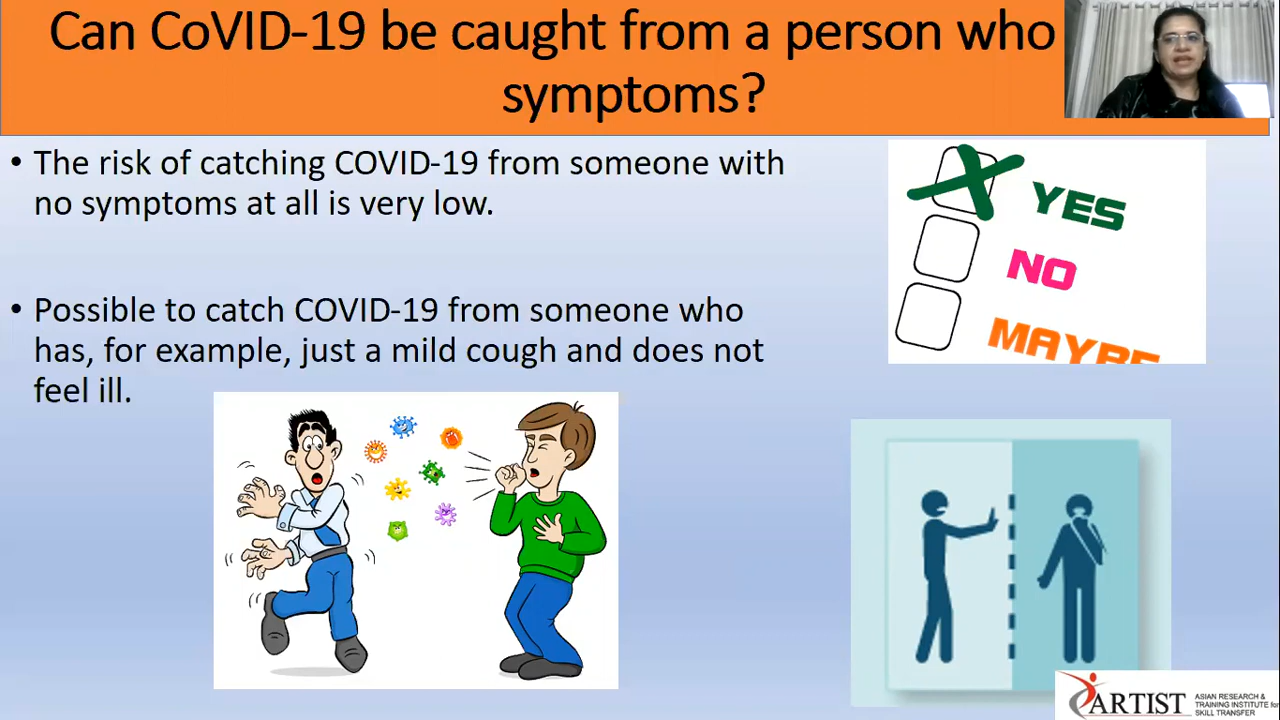 Can CoVID-19 be caught from a person who
symptoms?
• The risk of catching COVID-19 from someone with
no symptoms at all is very low.
• Possible to catch COVID-19 from someone who
has, for example, just a mild cough and does not
feel ill.
YES
NO
MAYBE
ARTIST
ASIAN RESEARCH &
TRAINING INSTITUTE for
SKILL TRANSFER